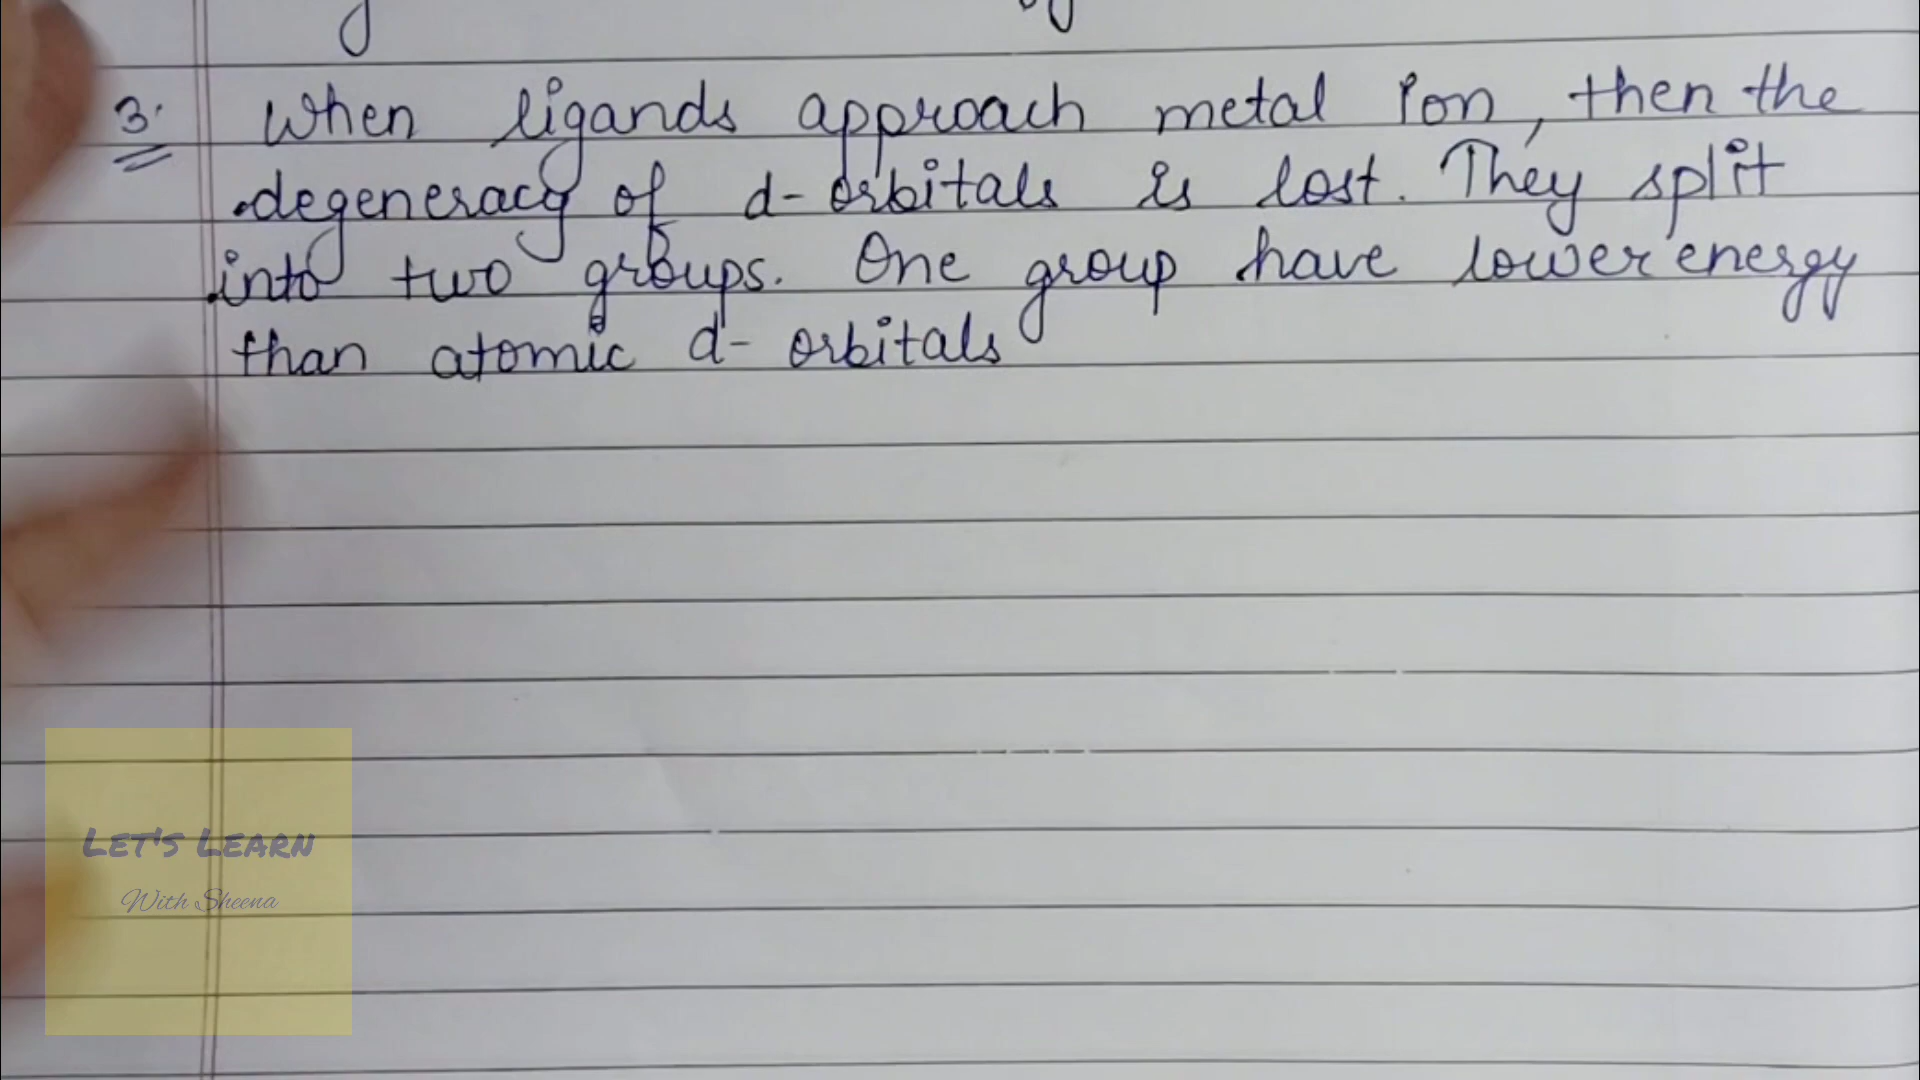 3. When ligands approach metal ion, then the
degeneracy of d-orbitals is lost. They split
into two groups. One group have lower energy
than atomic d-orbitals
LET'S LEARN
With Sheena